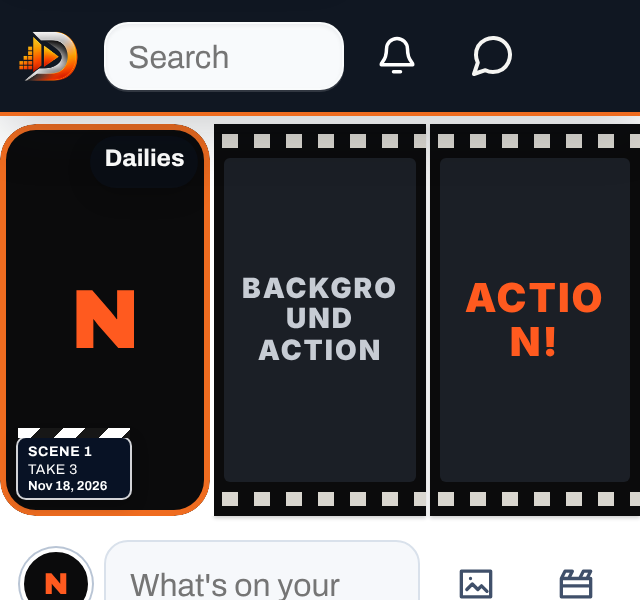 Search
Dailies
N
SCENE 1
TAKE 3
Nov 18, 2026
BACKGRO
UND
ACTION
ACTIO
N!
N
What's on your